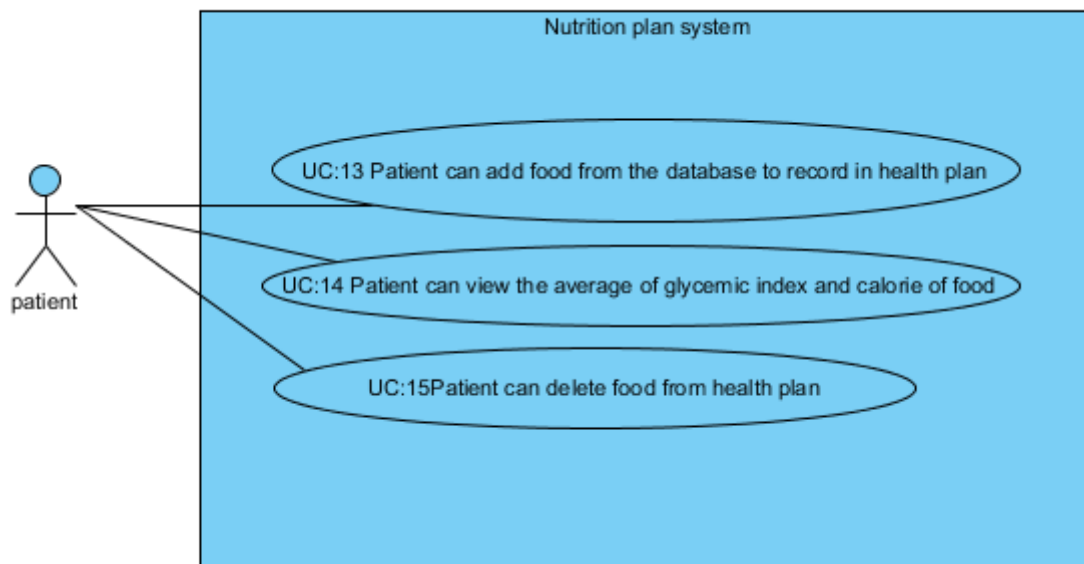 Nutrition plan system
UC:13 Patient can add food from the database to record in health plan
UC:14 Patient can view the average of glycemic index and calorie of food
patient
UC:15Patient can delete food from health plan